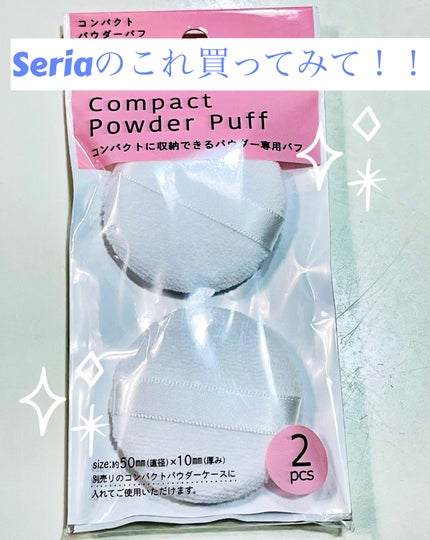 コンパクト
パウダーパフ
Seriaのこれ買ってみて！！
Compact
Powder Puff
コンパクトに収納できるパウダー専用パフ
size:約50mm(直径)×10mm(厚み)
別売りのコンパクトパウダーケースに
入れてご使用いただけます。
2
pcs